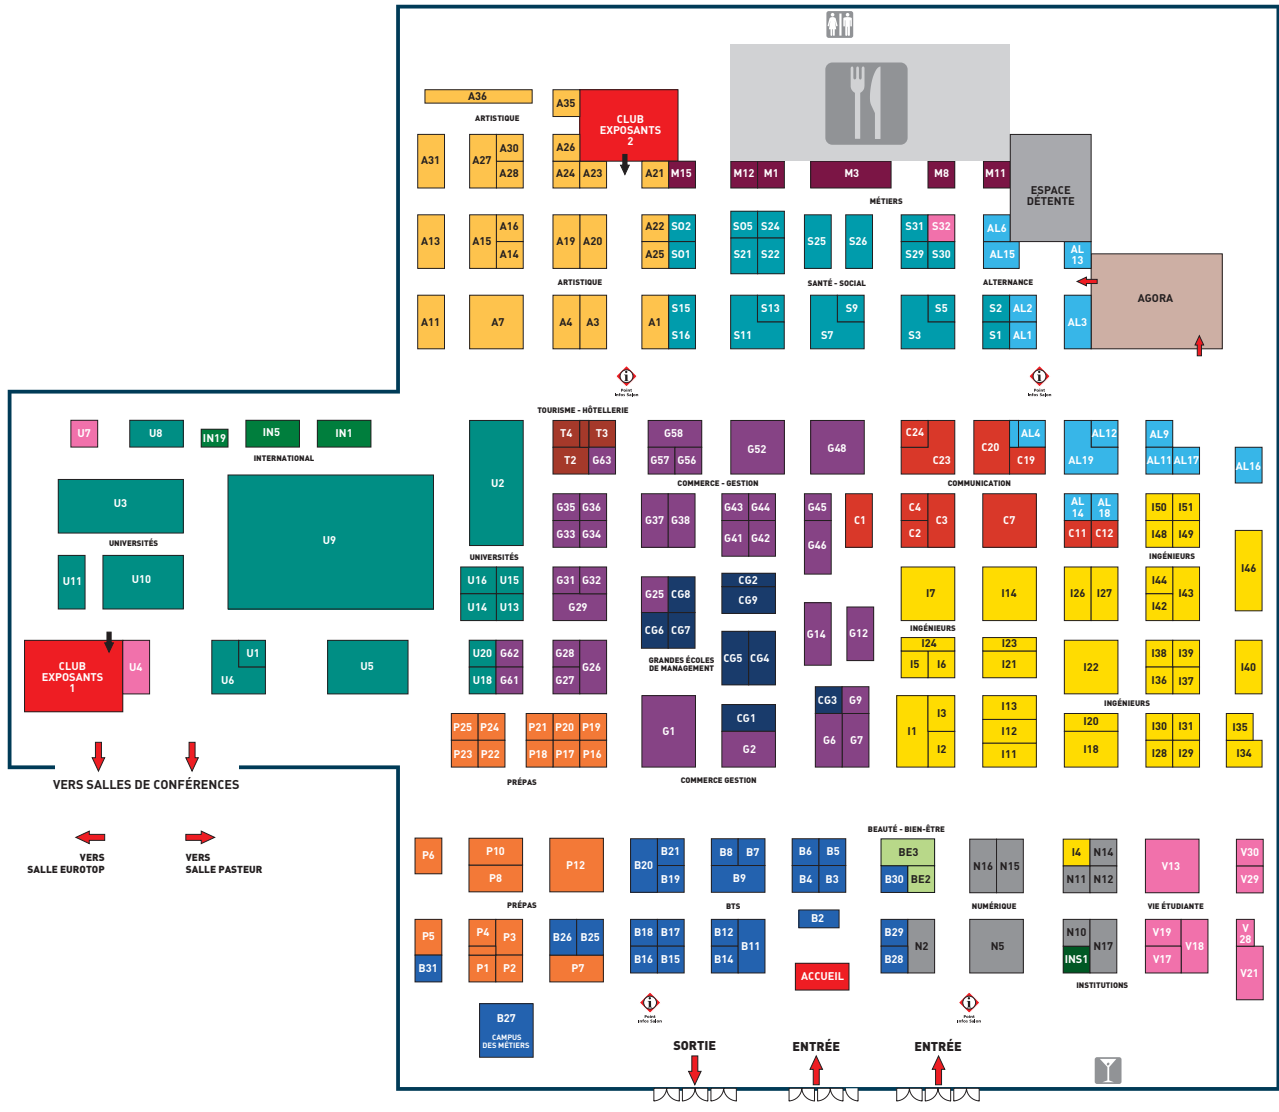 A36
A35
CLUB
EXPOSANTS
2
ARTISTIQUE
A31
A27
A30
A28
A26
A24
A23
A21
M15
M12
M1
M3
M8
M11
ESPACE
DÉTENTE
MÉTIERS
A13
A15
A16
A14
A19
A20
A22
A25
SO2
SO1
SO5
S24
S21
S22
S25
S26
S31
S32
S29
S30
AL6
AL15
AL
13
ARTISTIQUE
SANTÉ - SOCIAL
ALTERNANCE
AGORA
A11
A7
A4
A3
A1
S15
S16
S13
S11
S9
S7
S5
S3
S2
AL2
S1
AL1
AL3
Point
Infos Salon
Point
Infos Salon
TOURISME - HÔTELLERIE
U7
U8
IN19
IN5
IN1
INTERNATIONAL
U2
T4
T3
T2
G63
G58
G57
G56
G52
G48
C24
C23
C20
AL4
C19
AL12
AL19
AL9
AL11
AL17
AL16
COMMERCE - GESTION
COMMUNICATION
U3
UNIVERSITÉS
U9
U11
U10
G35
G36
G33
G34
G37
G38
G43
G44
G41
G42
G45
G46
C1
C4
C3
C2
C7
AL
14
AL
18
C11
C12
I50
I51
I48
I49
INGÉNIEURS
I46
UNIVERSITÉS
U16
U15
U14
U13
G31
G32
G29
G25
CG8
CG6
CG7
CG2
CG9
G14
G12
I7
I14
I26
I27
I44
I43
I42
INGÉNIEURS
GRANDES ÉCOLES
DE MANAGEMENT
CG5
CG4
CLUB
EXPOSANTS
1
U4
U1
U6
U5
U20
G62
U18
G61
G28
G26
G27
I24
I5
I6
I23
I21
I22
I38
I39
I36
I37
I40
INGÉNIEURS
P25
P24
P23
P22
P21
P20
P19
P18
P17
P16
PRÉPAS
G1
CG1
G2
COMMERCE GESTION
CG3
G9
G6
G7
I1
I3
I2
I13
I12
I11
I20
I18
I30
I31
I28
I29
I35
I34
VERS SALLES DE CONFÉRENCES
VERS
SALLE EUROTOP
VERS
SALLE PASTEUR
BEAUTÉ - BIEN-ÊTRE
P6
P10
P8
P12
B20
B21
B19
B8
B7
B9
B6
B5
B4
B3
BE3
B30
BE2
N16
N15
I4
N14
N11
N12
V13
V30
V29
PRÉPAS
BTS
NUMÉRIQUE
VIE ÉTUDIANTE
P5
B31
P4
P3
P1
P2
B26
B25
P7
B18
B17
B16
B15
B12
B11
B14
B2
ACCUEIL
B29
B28
N2
N5
N10
N17
INS1
INSTITUTIONS
V19
V18
V17
V
28
V21
B27
CAMPUS
DES MÉTIERS
Point
Infos Salon
Point
Infos Salon
SORTIE
ENTRÉE
ENTRÉE